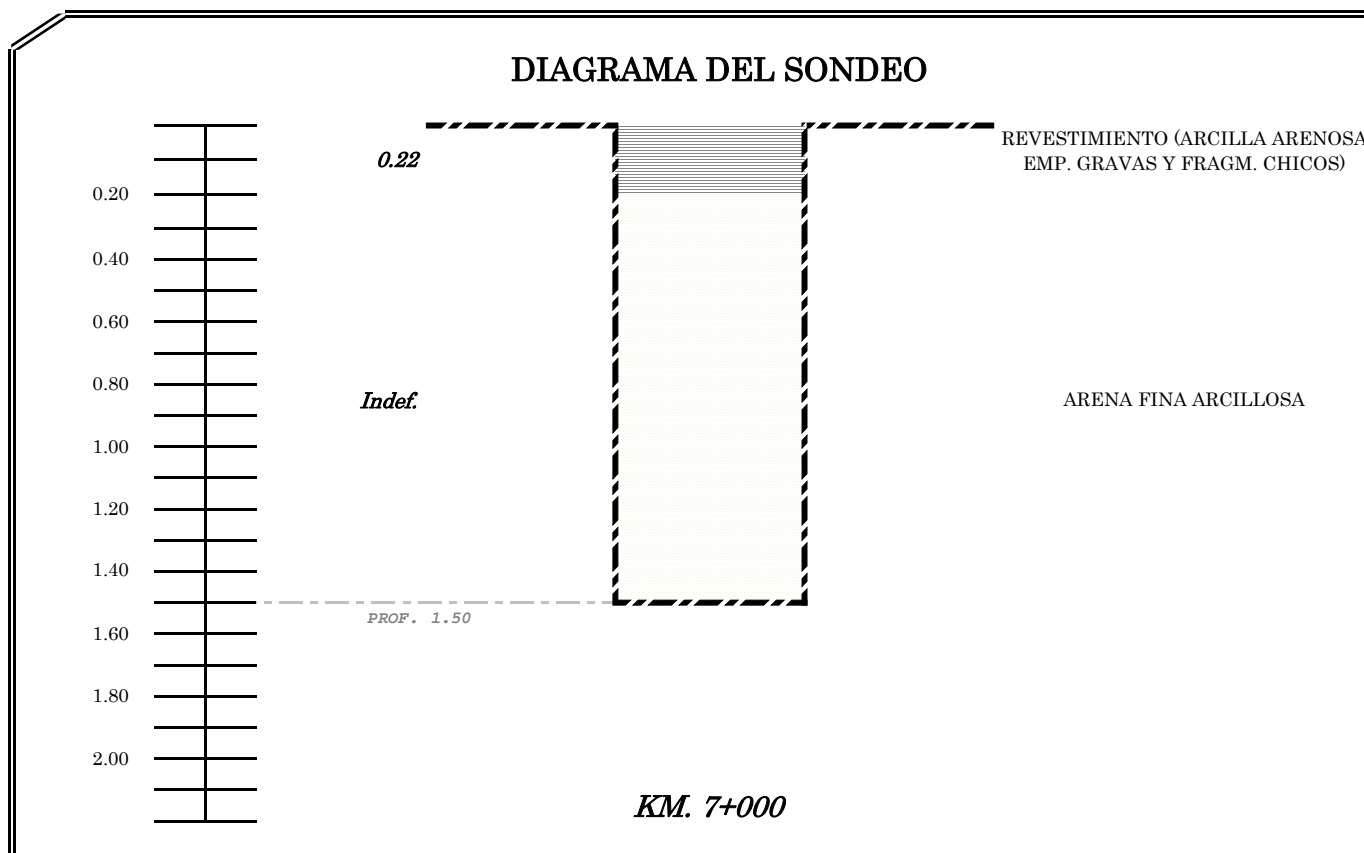 DIAGRAMA DEL SONDEO
REVESTIMIENTO (ARCILLA ARENOSA
EMP. GRAVAS Y FRAGM. CHICOS)
0.22
0.20
0.40
0.60
0.80
Indef.
ARENA FINA ARCILLOSA
1.00
1.20
1.40
PROF. 1.50
1.60
1.80
2.00
KM. 7+000